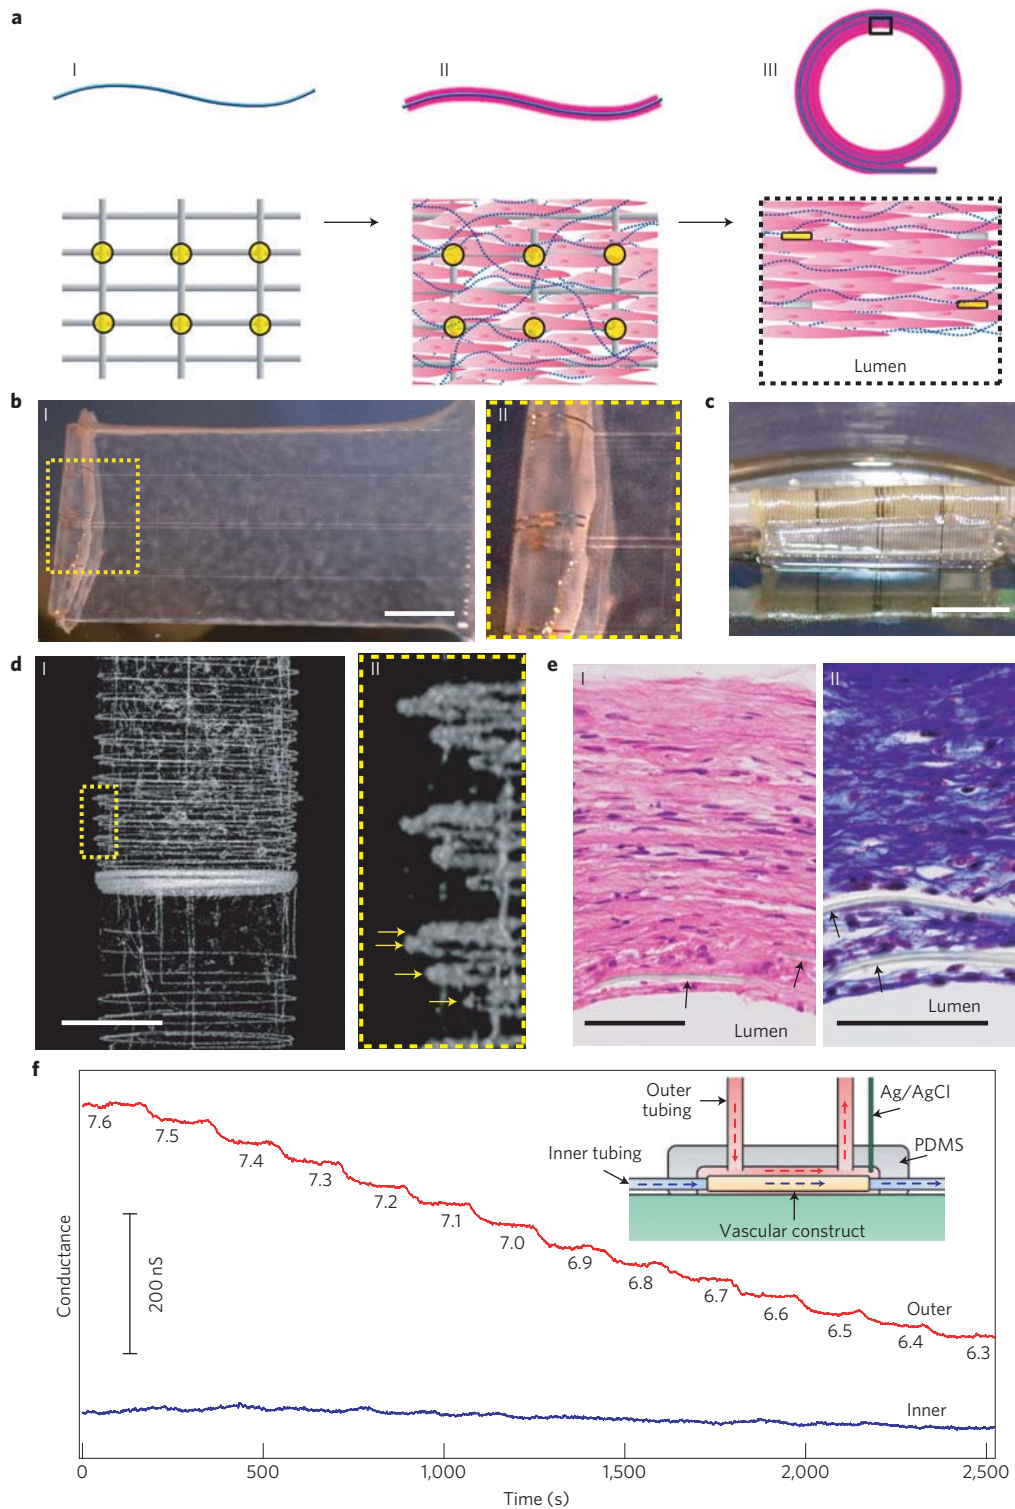 a
I
II
III
Lumen
b
I
II
c
d
I
II
e
I
II
Lumen
Lumen
f
Outer
tubing
Ag/AgCl
PDMS
Inner tubing
Vascular construct
7.6
7.5
7.4
7.3
7.2
7.1
7.0
6.9
6.8
6.7
6.6
6.5
6.4
6.3
Conductance
200 nS
Outer
Inner
0
500
1,000
1,500
2,000
2,500
Time (s)